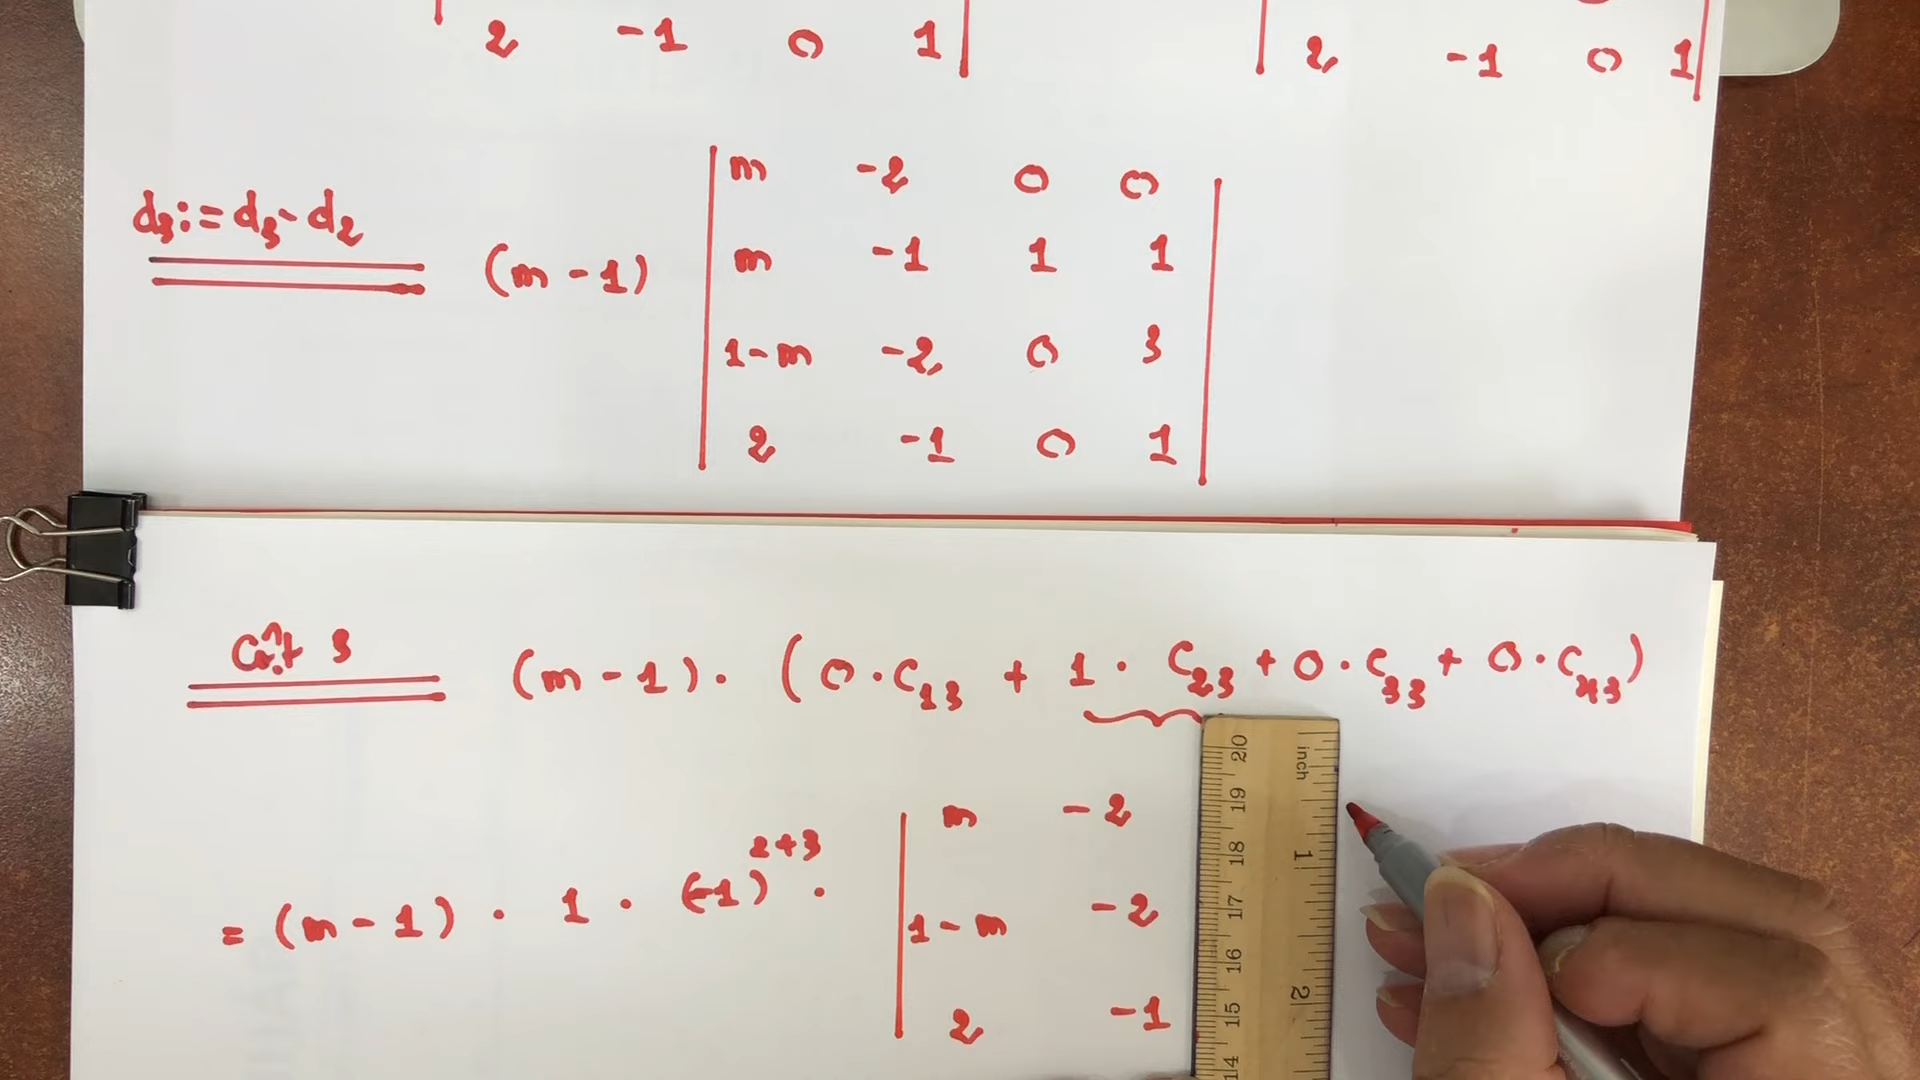 2 -1 0 1 2 -1 0 1
m -2 0 0
d3:= d3- d2 (m - 1) m -1 1 1
1-m -2 0 3
2 -1 0 1
Cột 3 (m - 1) · (0 · C13 + 1 · C23 + 0 · C33 + 0 · C43)
m -2
= (m - 1) · 1 · (-1)^2+3 · 1-m -2
2 -1
20 19 18 17 16 15 14
inch 1 2